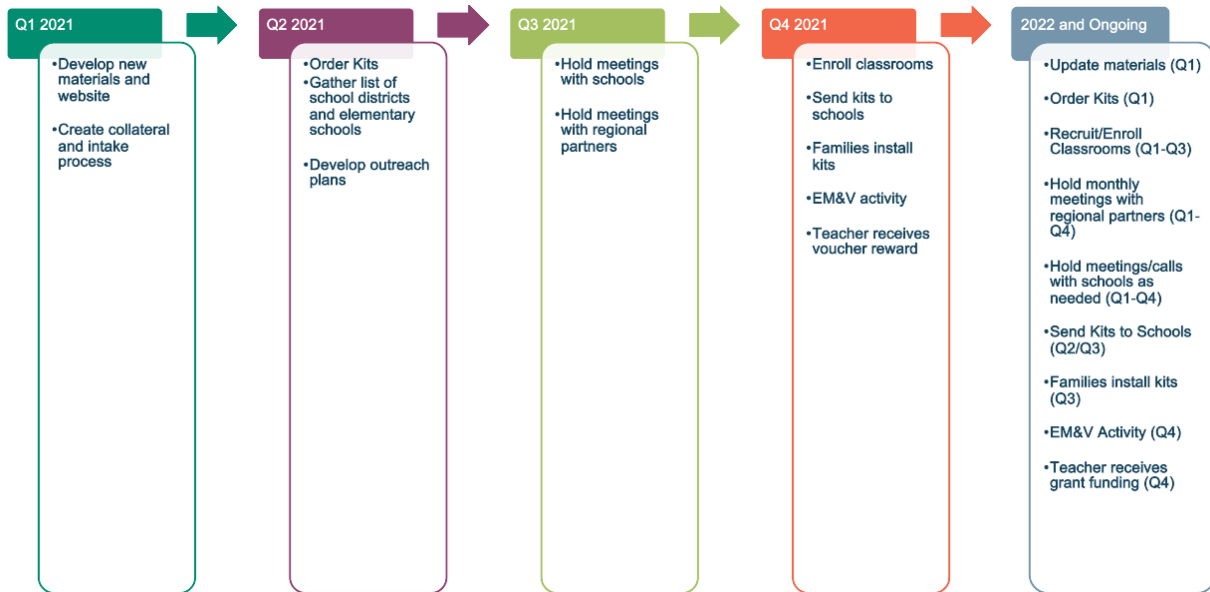 Q1 2021
•Develop new
materials and
website
•Create collateral
and intake
process
Q2 2021
•Order Kits
•Gather list of
school districts
and elementary
schools
•Develop outreach
plans
Q3 2021
•Hold meetings
with schools
•Hold meetings
with regional
partners
Q4 2021
•Enroll classrooms
•Send kits to
schools
•Families install
kits
•EM&V activity
•Teacher receives
voucher reward
2022 and Ongoing
•Update materials (Q1)
•Order Kits (Q1)
•Recruit/Enroll
Classrooms (Q1-Q3)
•Hold monthly
meetings with
regional partners (Q1-
Q4)
•Hold meetings/calls
with schools as
needed (Q1-Q4)
•Send Kits to Schools
(Q2/Q3)
•Families install kits
(Q3)
•EM&V Activity (Q4)
•Teacher receives
grant funding (Q4)